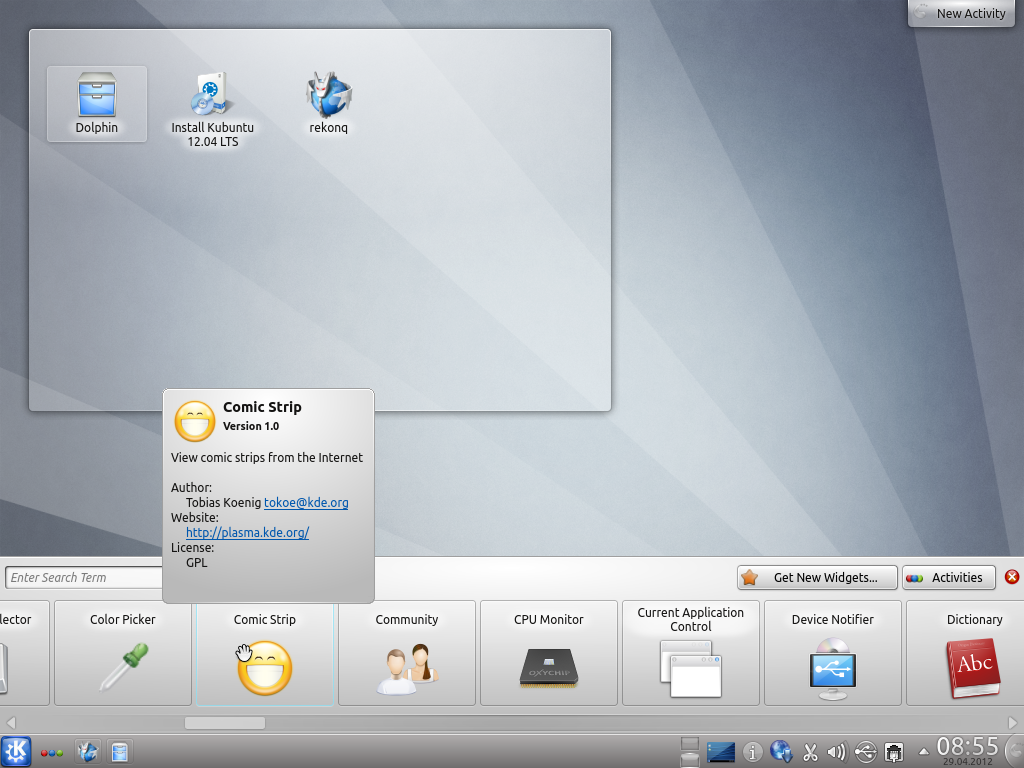 New Activity
Dolphin
Install Kubuntu
12.04 LTS
rekonq
Comic Strip
Version 1.0
View comic strips from the Internet
Author:
Tobias Koenig tokoe@kde.org
Website:
http://plasma.kde.org/
License:
GPL
Enter Search Term
Get New Widgets...
Activities
lector
Color Picker
Comic Strip
Community
CPU Monitor
OXYCHIP
Current Application
Control
Device Notifier
Dictionary
Abc
08:55
29.04.2012